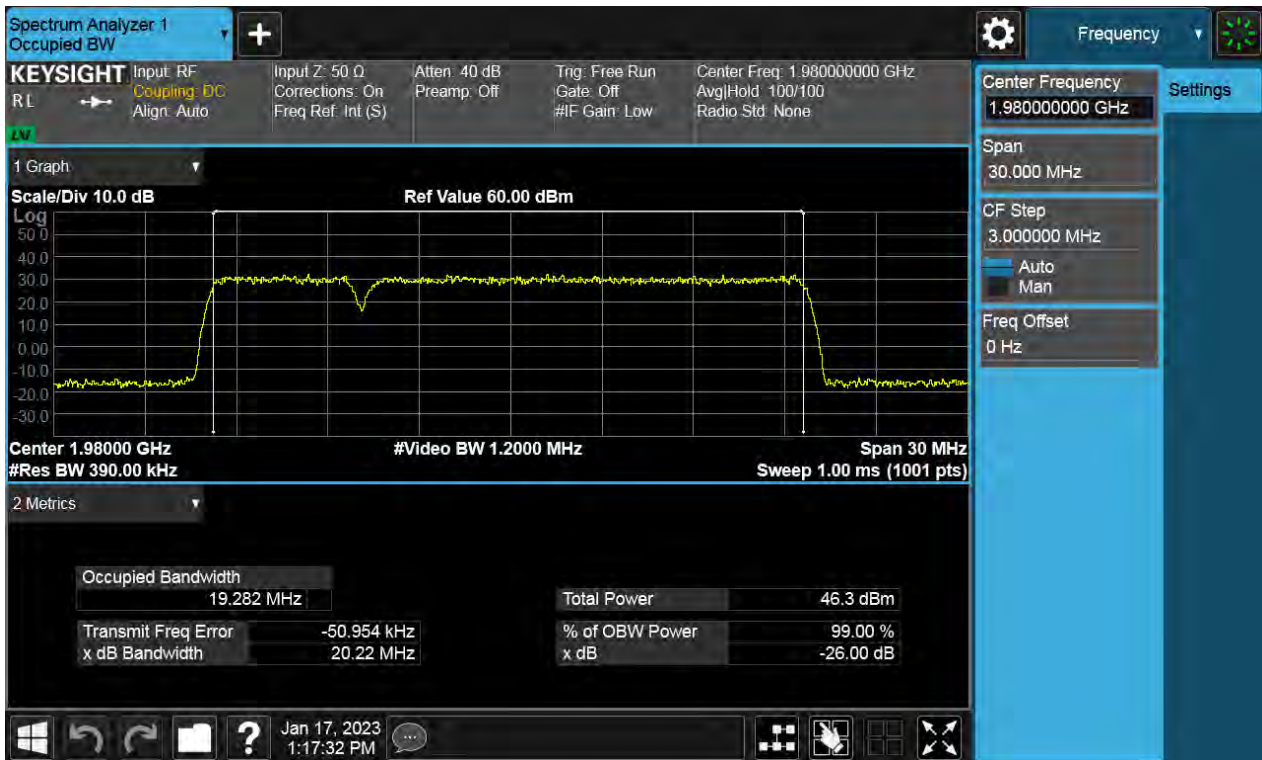 Spectrum Analyzer 1
Occupied BW
+
Frequency
KEYSIGHT
RL
LXI
Input: RF
Coupling: DC
Align: Auto
Input Z: 50 Ω
Corrections: On
Freq Ref: Int (S)
Atten: 40 dB
Preamp: Off
Trig: Free Run
Gate: Off
#IF Gain: Low
Center Freq: 1.980000000 GHz
Avg|Hold: 100/100
Radio Std: None
Center Frequency
1.980000000 GHz
Settings
Span
30.000 MHz
CF Step
3.000000 MHz
Auto
Man
Freq Offset
0 Hz
1 Graph
Scale/Div 10.0 dB
Ref Value 60.00 dBm
Log
50.0
40.0
30.0
20.0
10.0
0.00
-10.0
-20.0
-30.0
Center 1.98000 GHz
#Video BW 1.2000 MHz
Span 30 MHz
#Res BW 390.00 kHz
Sweep 1.00 ms (1001 pts)
2 Metrics
Occupied Bandwidth
19.282 MHz
Total Power 46.3 dBm
Transmit Freq Error -50.954 kHz
% of OBW Power 99.00 %
x dB Bandwidth 20.22 MHz
x dB -26.00 dB
?
Jan 17, 2023
1:17:32 PM